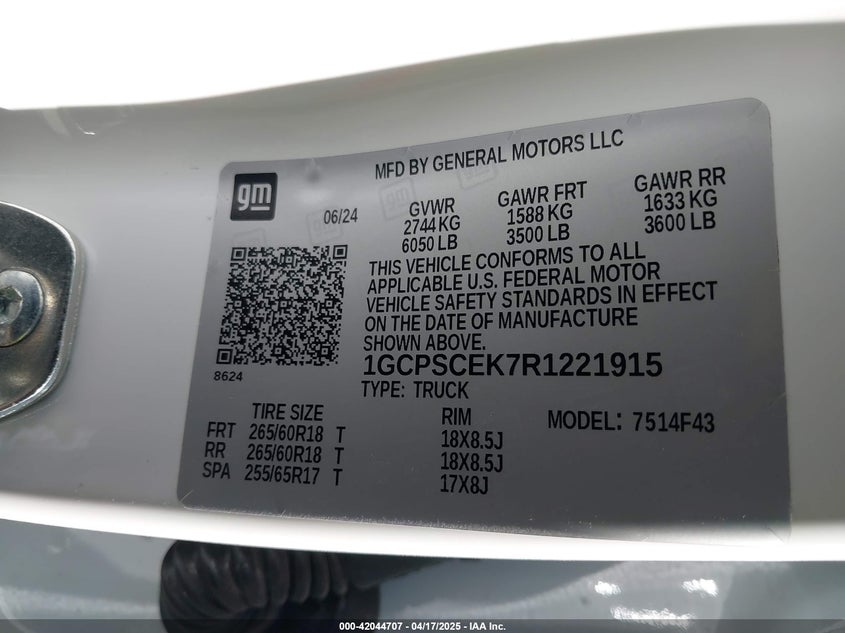 MFD BY GENERAL MOTORS LLC
gm
06/24
GVWR
2744 KG
6050 LB
GAWR FRT
1588 KG
3500 LB
GAWR RR
1633 KG
3600 LB
THIS VEHICLE CONFORMS TO ALL
APPLICABLE U.S. FEDERAL MOTOR
VEHICLE SAFETY STANDARDS IN EFFECT
ON THE DATE OF MANUFACTURE
SHOWN ABOVE.
1GCPSCEK7R1221915
8624
TYPE: TRUCK
TIRE SIZE RIM MODEL: 7514F43
FRT 265/60R18 T 18X8.5J
RR 265/60R18 T 18X8.5J
SPA 255/65R17 T 17X8J
000-42044707 - 04/17/2025 - IAA Inc.